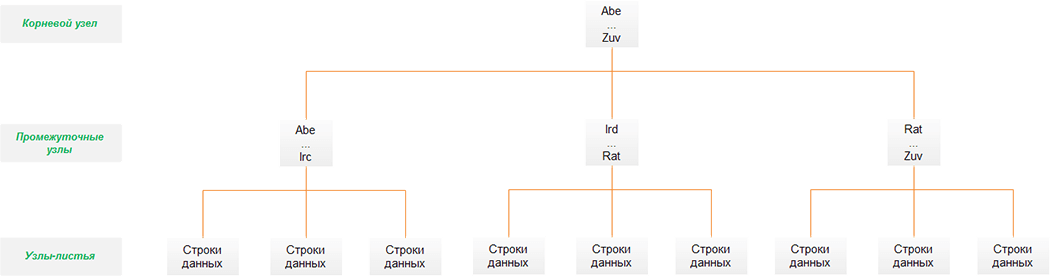 Корневой узел
Abe
...
Zuv
Промежуточные
узлы
Abe
...
Irc
Ird
...
Rat
Rat
...
Zuv
Узлы-листья
Строки
данных
Строки
данных
Строки
данных
Строки
данных
Строки
данных
Строки
данных
Строки
данных
Строки
данных
Строки
данных